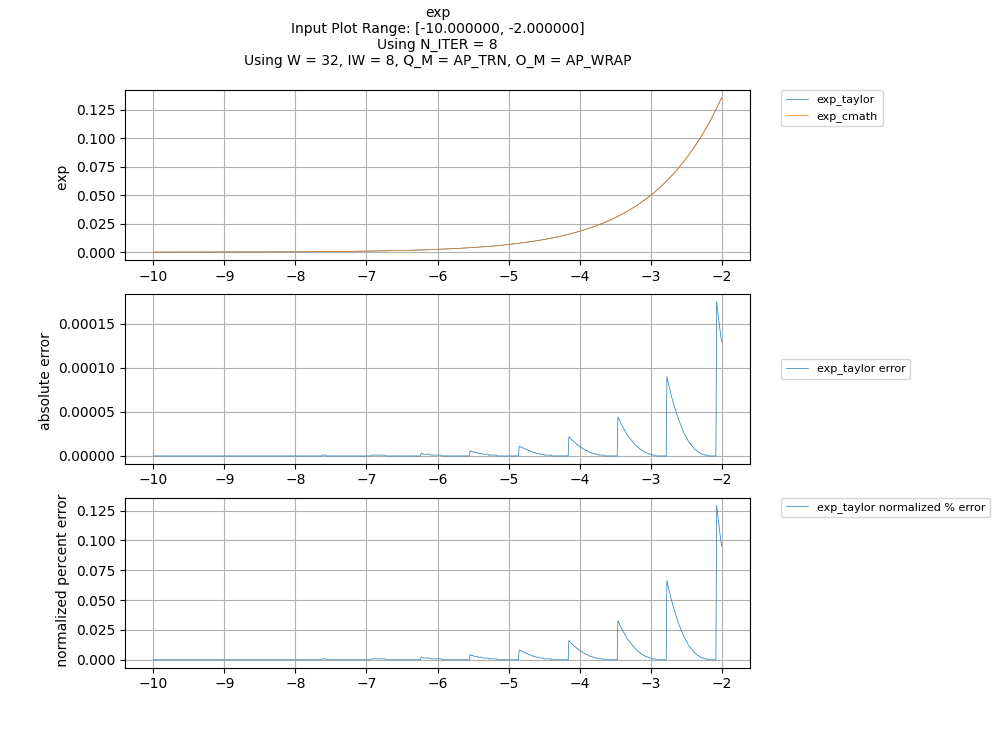 exp
Input Plot Range: [-10.000000, -2.000000]
Using N_ITER = 8
Using W = 32, IW = 8, Q_M = AP_TRN, O_M = AP_WRAP
exp
0.125
0.100
0.075
0.050
0.025
0.000
−10 −9 −8 −7 −6 −5 −4 −3 −2
exp_taylor
exp_cmath
absolute error
0.00015
0.00010
0.00005
0.00000
−10 −9 −8 −7 −6 −5 −4 −3 −2
exp_taylor error
normalized percent error
0.125
0.100
0.075
0.050
0.025
0.000
−10 −9 −8 −7 −6 −5 −4 −3 −2
exp_taylor normalized % error